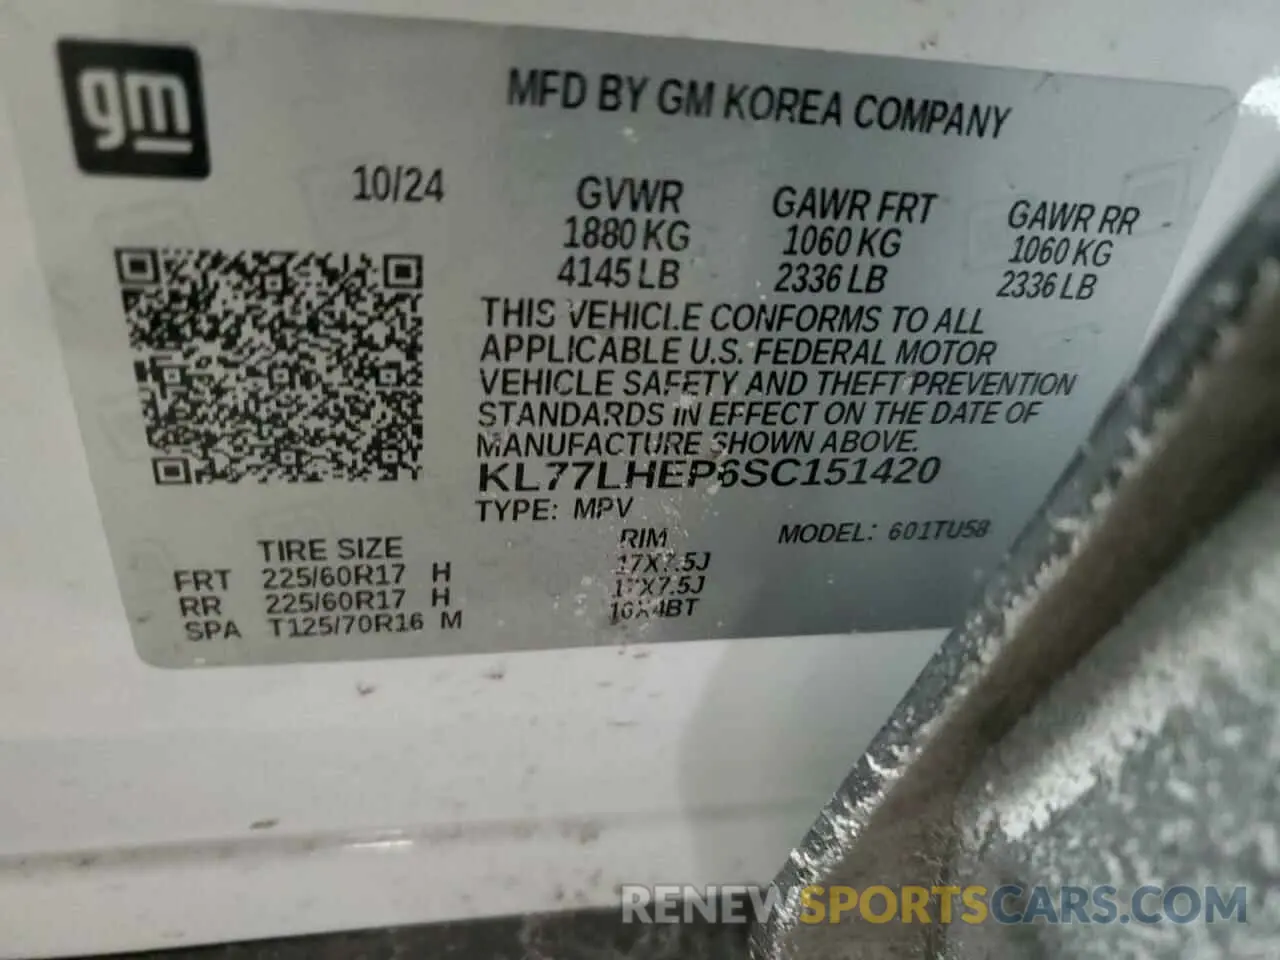 gm
MFD BY GM KOREA COMPANY
10/24
GVWR GAWR FRT GAWR RR
1880 KG 1060 KG 1060 KG
4145 LB 2336 LB 2336 LB
THIS VEHICLE CONFORMS TO ALL
APPLICABLE U.S. FEDERAL MOTOR
VEHICLE SAFETY AND THEFT PREVENTION
STANDARDS IN EFFECT ON THE DATE OF
MANUFACTURE SHOWN ABOVE.
KL77LHEP6SC151420
TYPE: MPV MODEL: 601TU58
TIRE SIZE RIM
FRT 225/60R17 H 17X7.5J
RR 225/60R17 H 17X7.5J
SPA T125/70R16 M 16X4BT
RENEWSPORTSCARS.COM